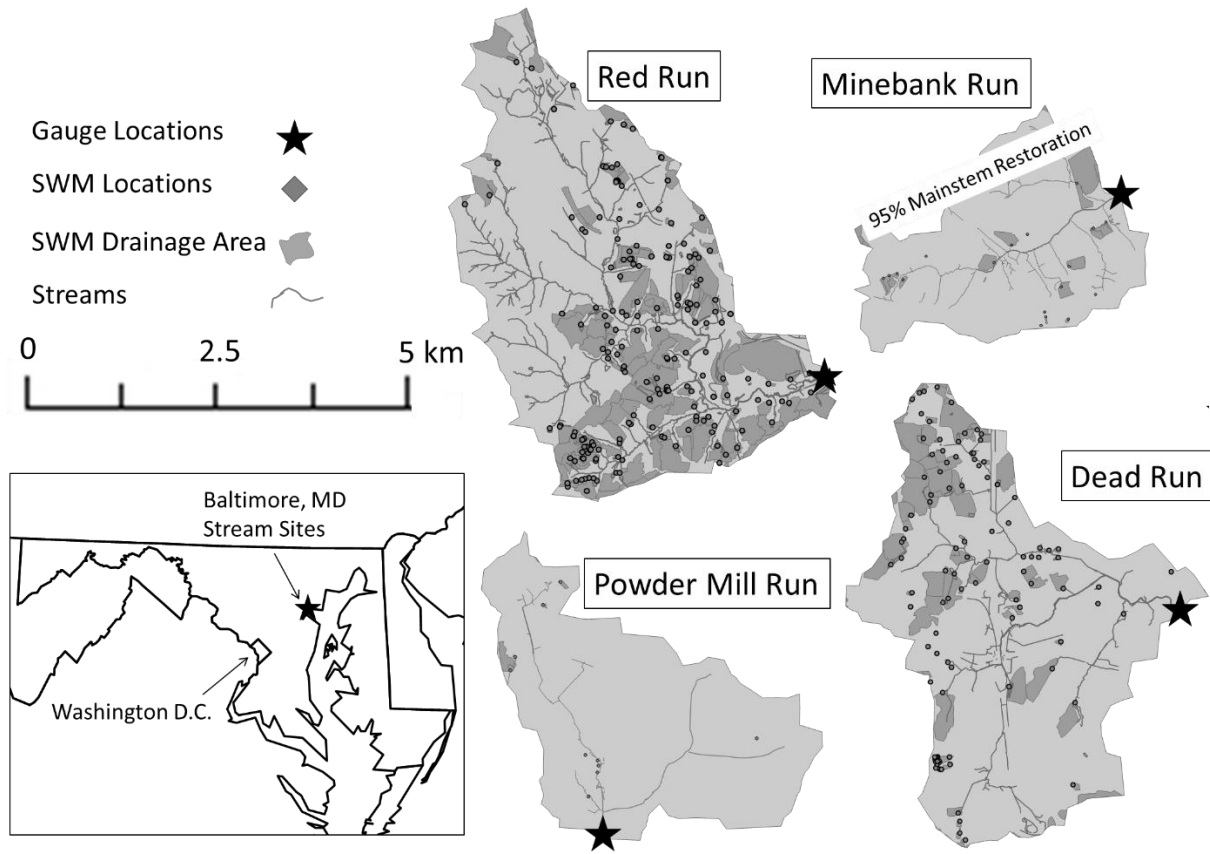 Red Run
Minebank Run
Gauge Locations
SWM Locations
SWM Drainage Area
Streams
95% Mainstem Restoration
0 2.5 5 km
Dead Run
Powder Mill Run
Baltimore, MD
Stream Sites
Washington D.C.